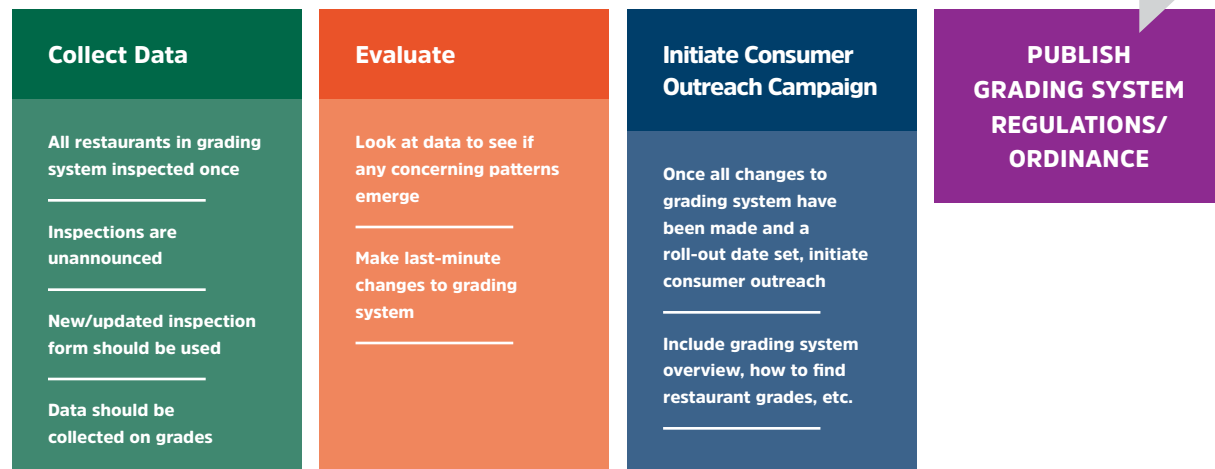 Collect Data
All restaurants in grading
system inspected once
Inspections are
unannounced
New/updated inspection
form should be used
Data should be
collected on grades
Evaluate
Look at data to see if
any concerning patterns
emerge
Make last-minute
changes to grading
system
Initiate Consumer
Outreach Campaign
Once all changes to
grading system have
been made and a
roll-out date set, initiate
consumer outreach
Include grading system
overview, how to find
restaurant grades, etc.
PUBLISH
GRADING SYSTEM
REGULATIONS/
ORDINANCE